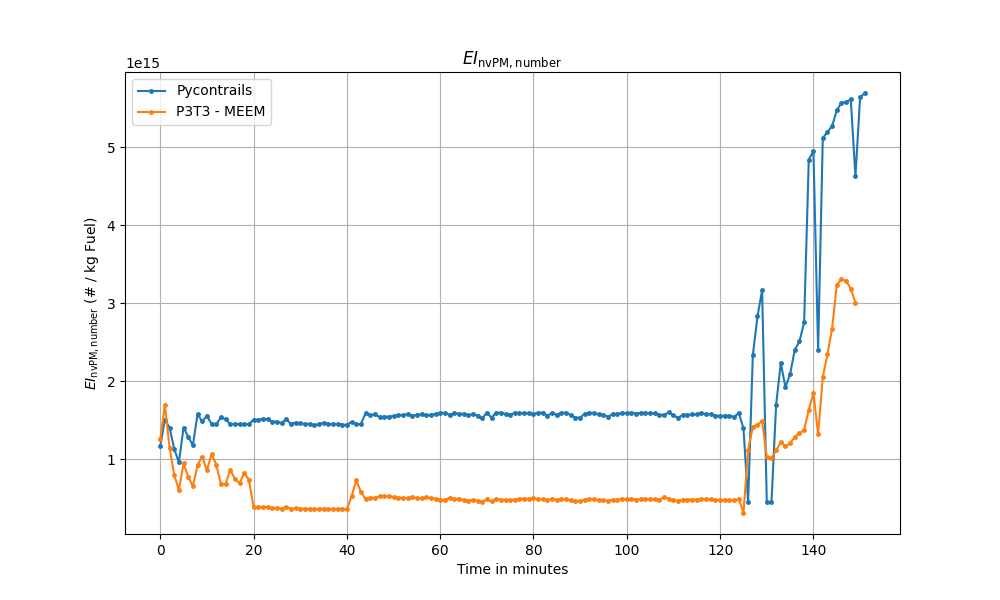 EI_nvPM, number
1e15
Pycontrails
P3T3 - MEEM
5
4
3
2
1
EI_nvPM, number (# / kg Fuel)
0 20 40 60 80 100 120 140
Time in minutes